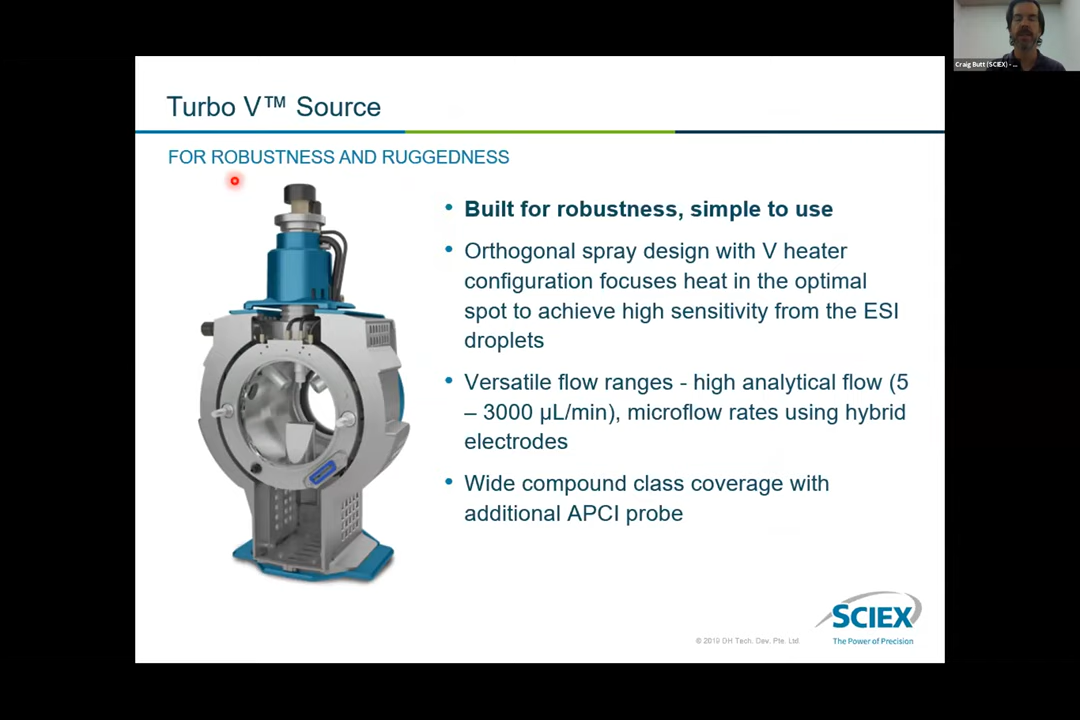 Craig Butt (SCIEX) - ...
Turbo V™ Source
FOR ROBUSTNESS AND RUGGEDNESS
• Built for robustness, simple to use
• Orthogonal spray design with V heater
configuration focuses heat in the optimal
spot to achieve high sensitivity from the ESI
droplets
• Versatile flow ranges - high analytical flow (5
– 3000 µL/min), microflow rates using hybrid
electrodes
• Wide compound class coverage with
additional APCI probe
SCIEX
The Power of Precision
© 2019 DH Tech. Dev. Pte. Ltd.